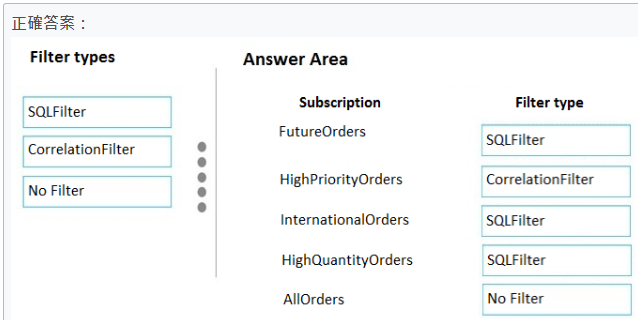 正確答案：
Filter types
Answer Area
Subscription Filter type
SQLFilter
FutureOrders SQLFilter
CorrelationFilter
HighPriorityOrders CorrelationFilter
No Filter
InternationalOrders SQLFilter
HighQuantityOrders SQLFilter
AllOrders No Filter